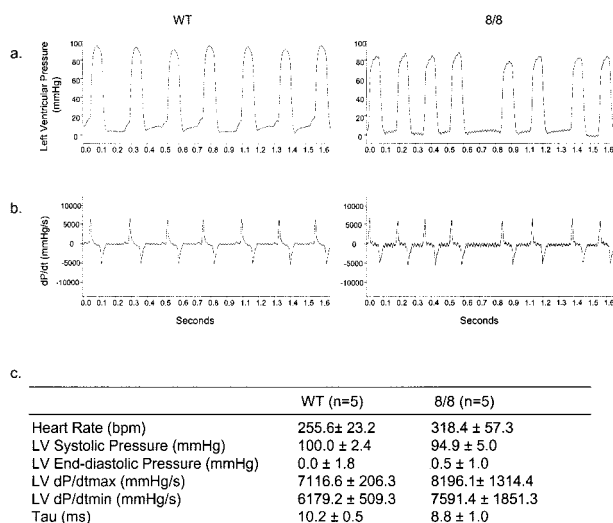 WT 8/8
a.
Left Ventricular Pressure
(mmHg)
100 100
80 80
60 60
40 40
20 20
0 0
0.0 0.1 0.2 0.3 0.4 0.5 0.6 0.7 0.8 0.9 1.0 1.1 1.2 1.3 1.4 1.5 1.6
0.0 0.1 0.2 0.3 0.4 0.5 0.6 0.7 0.8 0.9 1.0 1.1 1.2 1.3 1.4 1.5 1.6
b.
dP/dt (mmHg/s)
10000 10000
5000 5000
0 0
-5000 -5000
-10000 -10000
0.0 0.1 0.2 0.3 0.4 0.5 0.6 0.7 0.8 0.9 1.0 1.1 1.2 1.3 1.4 1.5 1.6
0.0 0.1 0.2 0.3 0.4 0.5 0.6 0.7 0.8 0.9 1.0 1.1 1.2 1.3 1.4 1.5 1.6
Seconds Seconds
c.
WT (n=5) 8/8 (n=5)
Heart Rate (bpm) 255.6± 23.2 318.4 ± 57.3
LV Systolic Pressure (mmHg) 100.0 ± 2.4 94.9 ± 5.0
LV End-diastolic Pressure (mmHg) 0.0 ± 1.8 0.5 ± 1.0
LV dP/dtmax (mmHg/s) 7116.6 ± 206.3 8196.1± 1314.4
LV dP/dtmin (mmHg/s) 6179.2 ± 509.3 7591.4 ± 1851.3
Tau (ms) 10.2 ± 0.5 8.8 ± 1.0